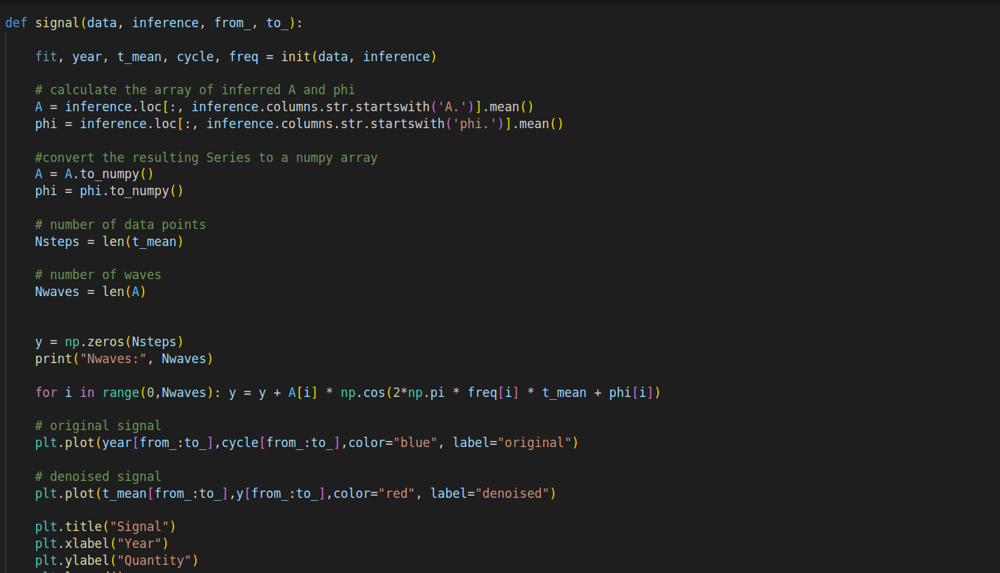 def signal(data, inference, from_, to_):
fit, year, t_mean, cycle, freq = init(data, inference)
# calculate the array of inferred A and phi
A = inference.loc[:, inference.columns.str.startswith('A.')].mean()
phi = inference.loc[:, inference.columns.str.startswith('phi.')].mean()
#convert the resulting Series to a numpy array
A = A.to_numpy()
phi = phi.to_numpy()
# number of data points
Nsteps = len(t_mean)
# number of waves
Nwaves = len(A)
y = np.zeros(Nsteps)
print("Nwaves:", Nwaves)
for i in range(0,Nwaves): y = y + A[i] * np.cos(2*np.pi * freq[i] * t_mean + phi[i])
# original signal
plt.plot(year[from_:to_],cycle[from_:to_],color="blue", label="original")
# denoised signal
plt.plot(t_mean[from_:to_],y[from_:to_],color="red", label="denoised")
plt.title("Signal")
plt.xlabel("Year")
plt.ylabel("Quantity")